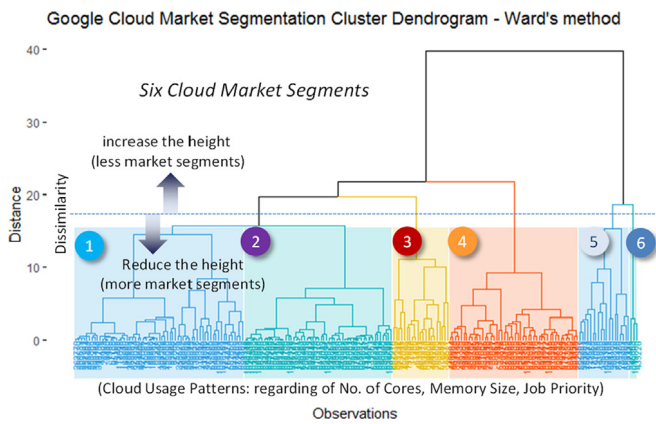 Google Cloud Market Segmentation Cluster Dendrogram - Ward's method
40
Six Cloud Market Segments
30
increase the height
(less market segments)
20
Distance
Dissimilarity
1
2
3
4
5
6
Reduce the height
(more market segments)
10
0
(Cloud Usage Patterns: regarding of No. of Cores, Memory Size, Job Priority)
Observations